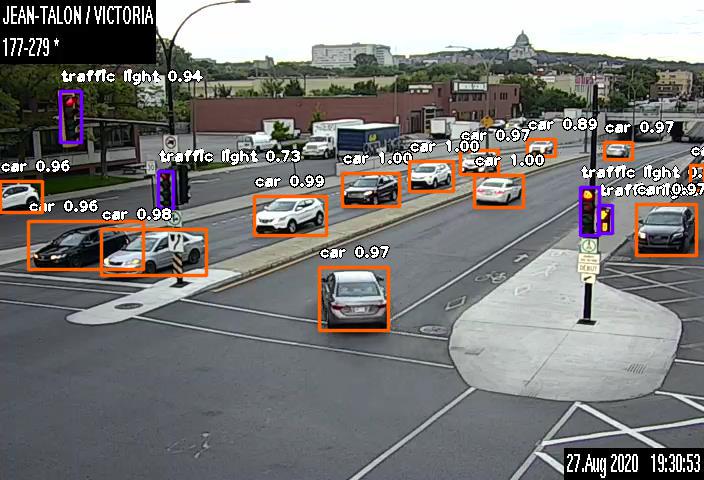 JEAN-TALON / VICTORIA
177-279 *
traffic light 0.94
car 0.89
car 0.97
car 0.97
car 1.00
car 1.00
car 1.00
traffic light 0.73
car 0.96
car 0.99
traffic light
car 0.97
car 0.96
car 0.98
car 0.97
DÉBUT
27.Aug 2020 19:30:53